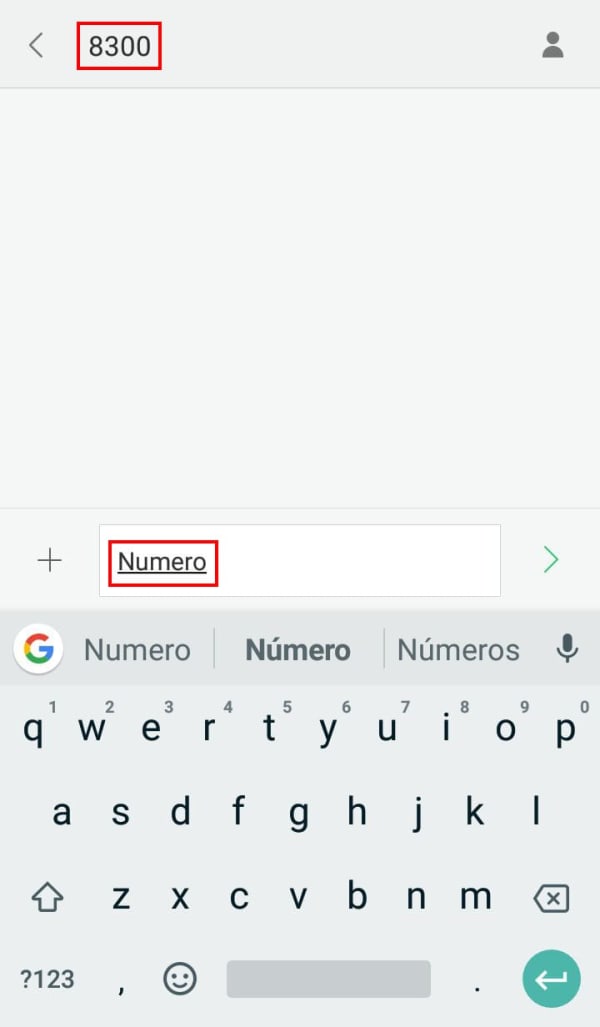 8300
Numero
Numero Número Números
1 2 3 4 5 6 7 8 9 0
q w e r t y u i o p
a s d f g h j k l
z x c v b n m
?123 , .